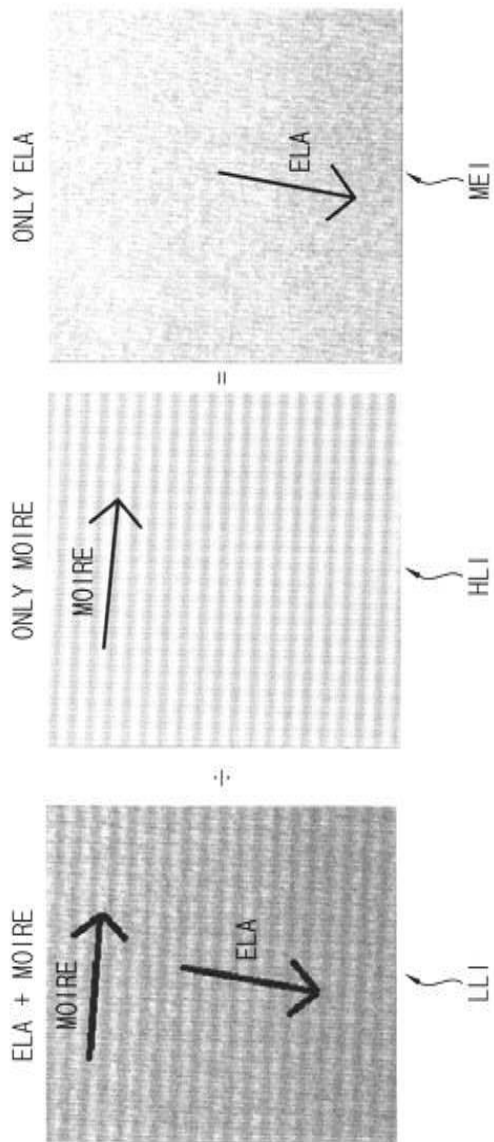 ELA + MOIRE
MOIRE
ELA
LLI
÷
ONLY MOIRE
MOIRE
HLI
=
ONLY ELA
ELA
MEI